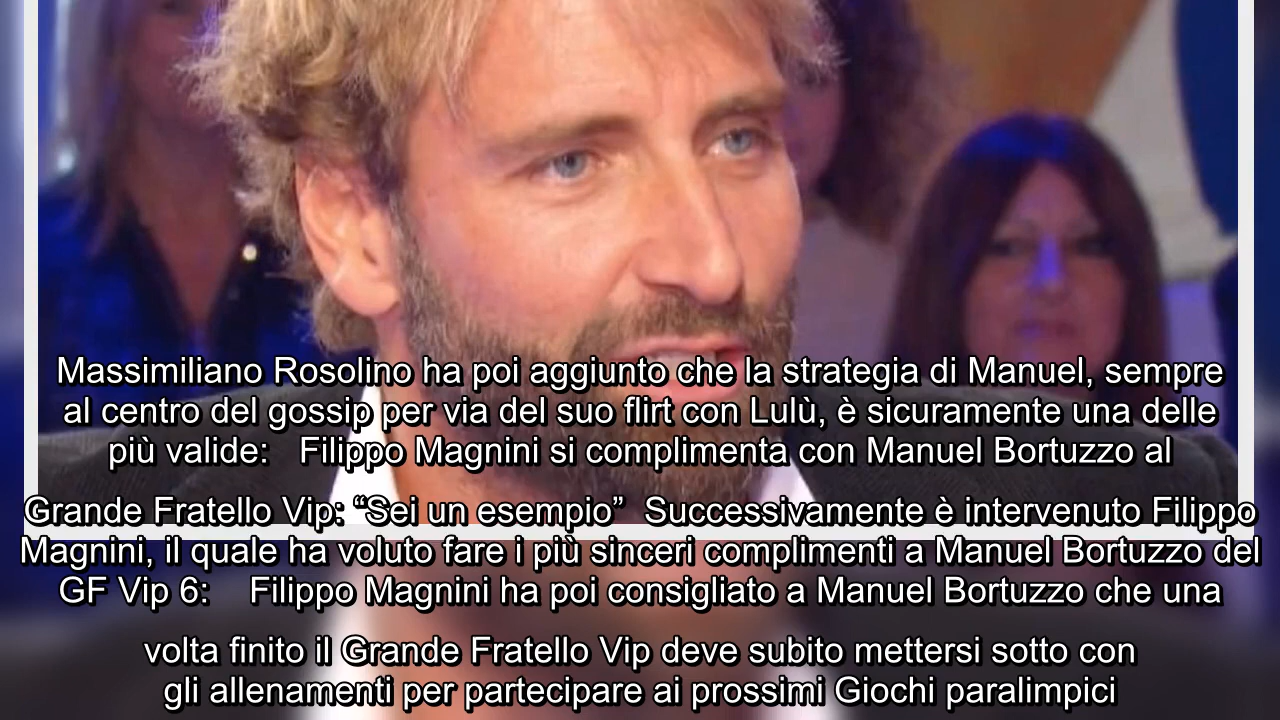 Massimiliano Rosolino ha poi aggiunto che la strategia di Manuel, sempre
al centro del gossip per via del suo flirt con Lulù, è sicuramente una delle
più valide: Filippo Magnini si complimenta con Manuel Bortuzzo al
Grande Fratello Vip: “Sei un esempio” Successivamente è intervenuto Filippo
Magnini, il quale ha voluto fare i più sinceri complimenti a Manuel Bortuzzo del
GF Vip 6: Filippo Magnini ha poi consigliato a Manuel Bortuzzo che una
volta finito il Grande Fratello Vip deve subito mettersi sotto con
gli allenamenti per partecipare ai prossimi Giochi paralimpici